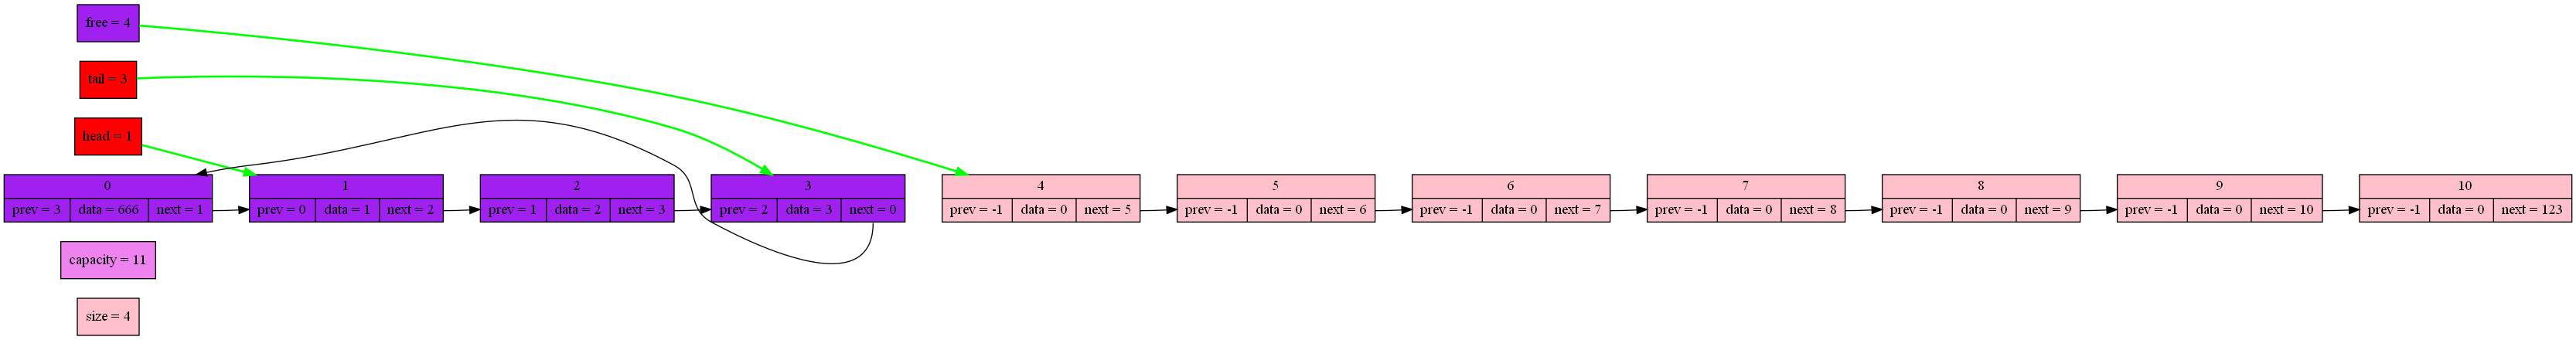 free = 4
tail = 3
head = 1
0
prev = 3 data = 666 next = 1
1
prev = 0 data = 1 next = 2
2
prev = 1 data = 2 next = 3
3
prev = 2 data = 3 next = 0
4
prev = -1 data = 0 next = 5
5
prev = -1 data = 0 next = 6
6
prev = -1 data = 0 next = 7
7
prev = -1 data = 0 next = 8
8
prev = -1 data = 0 next = 9
9
prev = -1 data = 0 next = 10
10
prev = -1 data = 0 next = 123
capacity = 11
size = 4